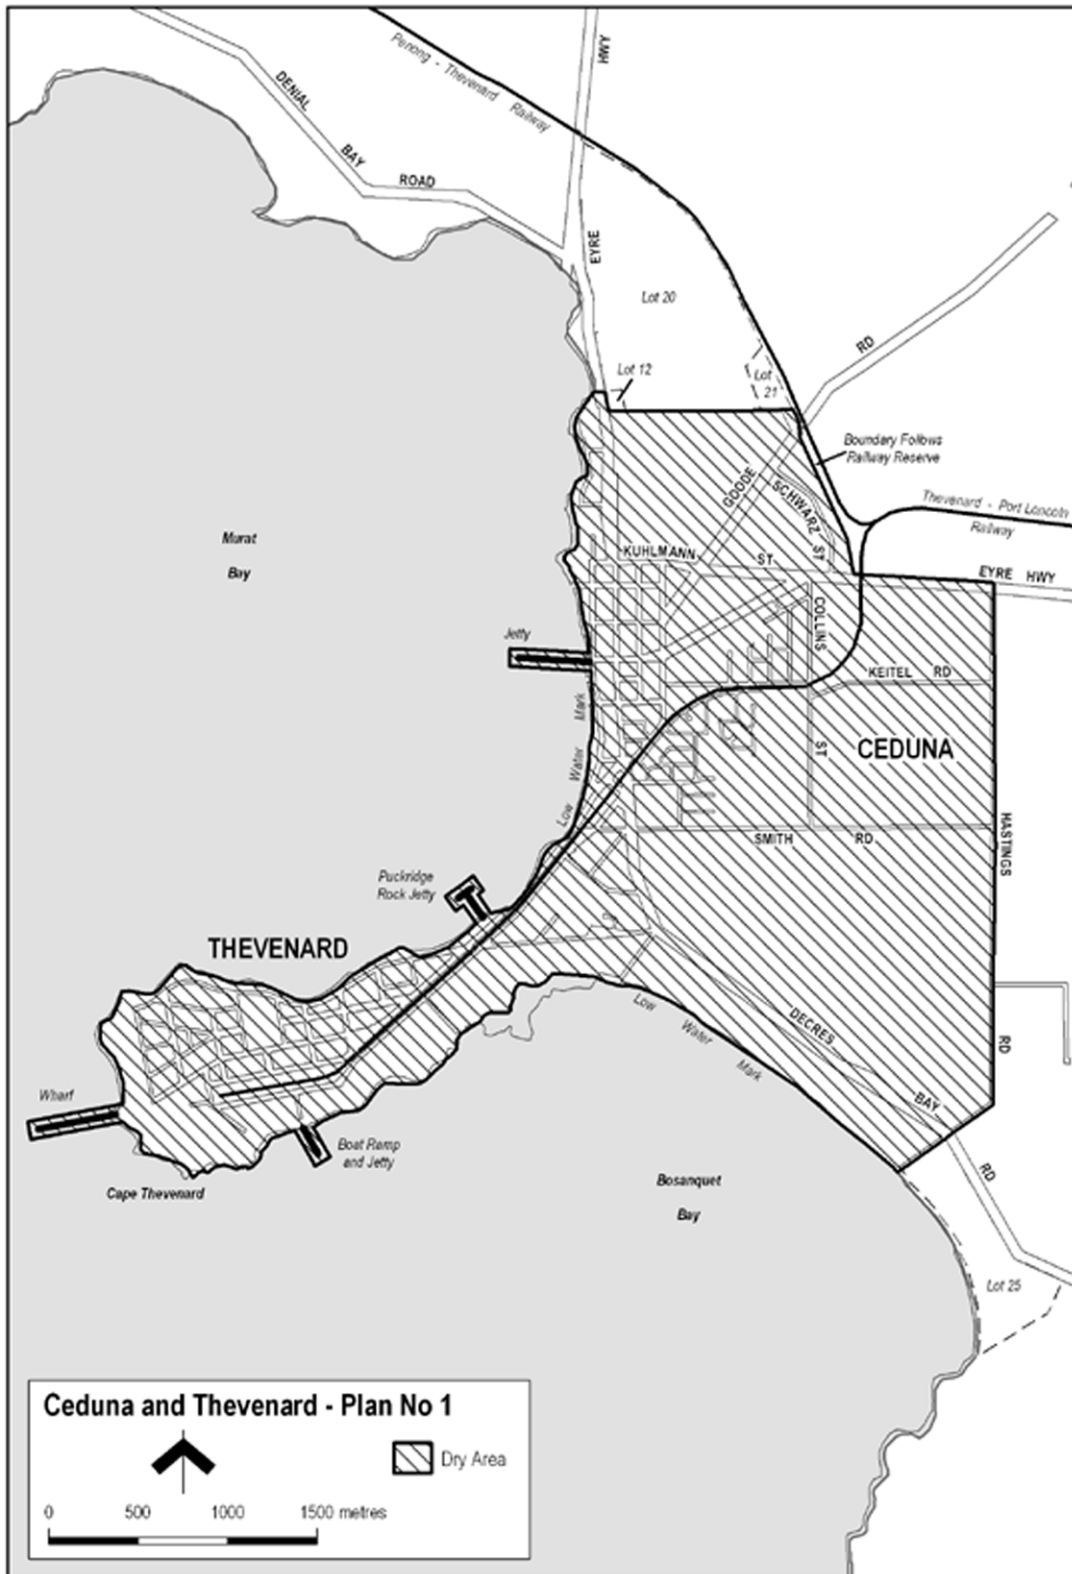 HWY
Penong - Thevenard Railway
DENIAL
BAY
ROAD
EYRE
Lot 20
RD
Lot 12
Lot
21
Boundary Follows
Railway Reserve
GOODE
SCHWARZ ST
Thevenard - Port Lincoln
Railway
Murat
Bay
KUHLMANN ST
EYRE HWY
COLLINS
Jetty
KEITEL RD
Low Water Mark
ST
CEDUNA
SMITH RD
HASTINGS
Puckridge
Rock Jetty
THEVENARD
Low Water Mark
DECRES
RD
Wharf
BAY
Boat Ramp
and Jetty
RD
Cape Thevenard
Bosanquet
Bay
Lot 25
Ceduna and Thevenard - Plan No 1
Dry Area
0 500 1000 1500 metres